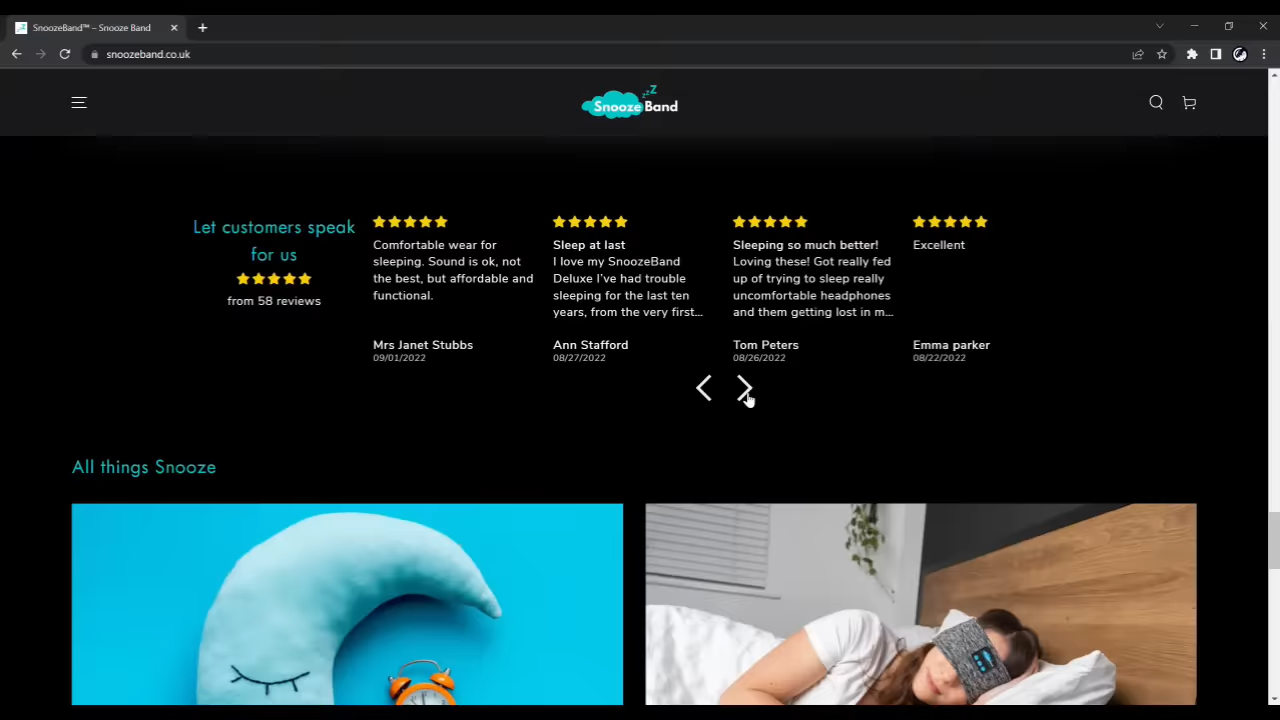 SnoozeBand™ – Snooze Band
snoozeband.co.uk
Snooze Band
Let customers speak
for us
from 58 reviews
Comfortable wear for
sleeping. Sound is ok, not
the best, but affordable and
functional.
Mrs Janet Stubbs
09/01/2022
Sleep at last
I love my SnoozeBand
Deluxe I've had trouble
sleeping for the last ten
years, from the very first...
Ann Stafford
08/27/2022
Sleeping so much better!
Loving these! Got really fed
up of trying to sleep really
uncomfortable headphones
and them getting lost in m...
Tom Peters
08/26/2022
Excellent
Emma parker
08/22/2022
All things Snooze